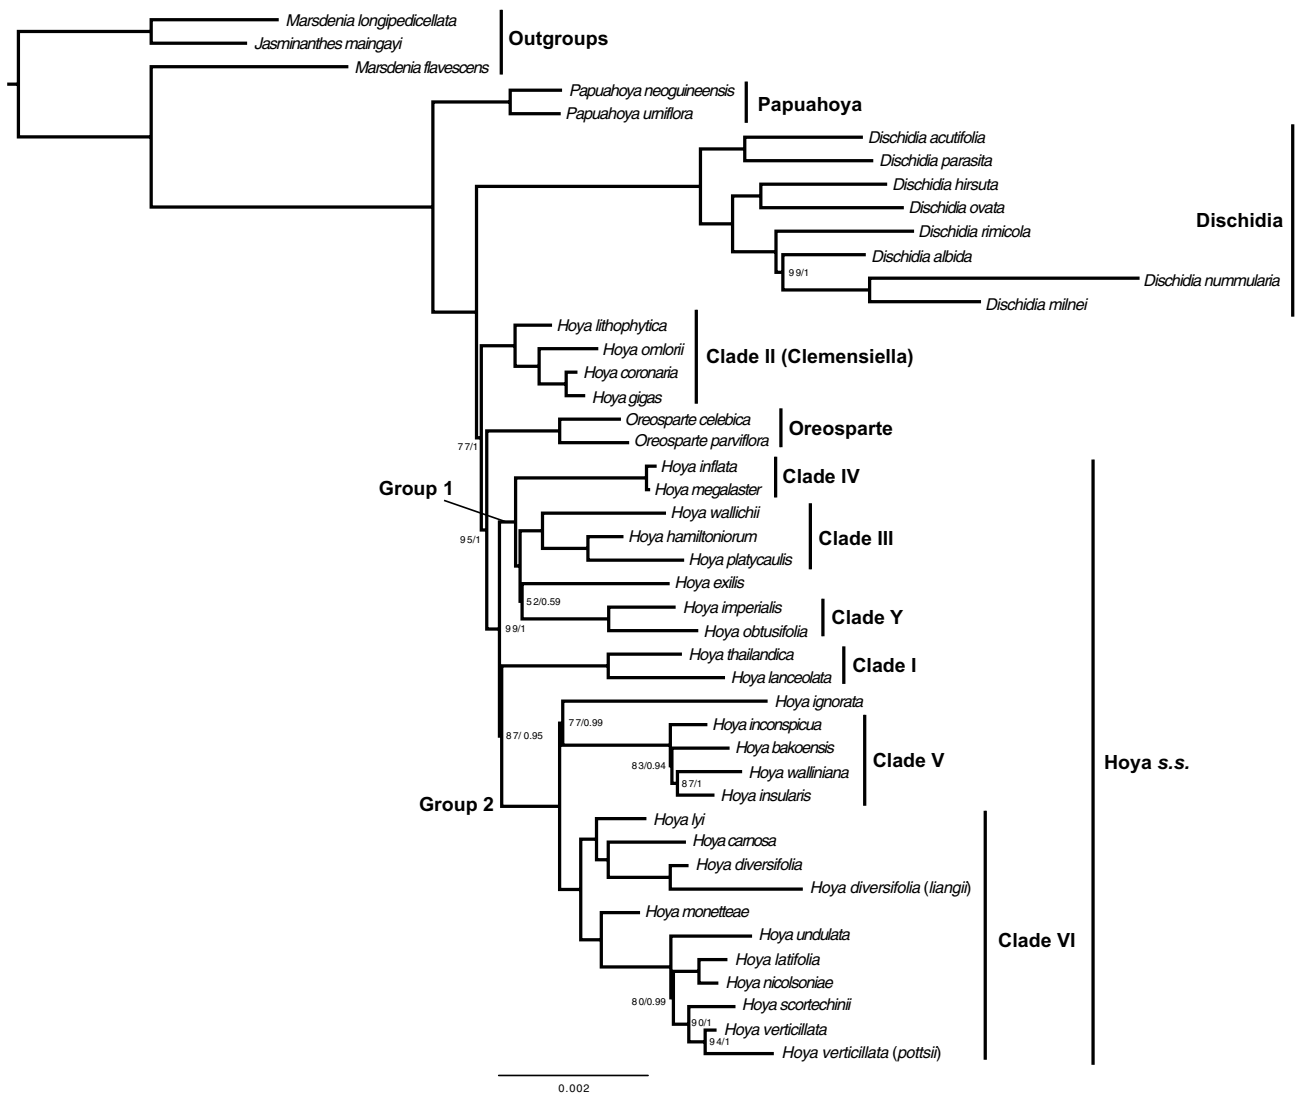 Marsdenia longipedicellata
Jasminanthes maingayi
Outgroups
Marsdenia flavescens
Papuahoya neoguineensis
Papuahoya
Papuahoya urniflora
Dischidia acutifolia
Dischidia parasita
Dischidia hirsuta
Dischidia ovata
Dischidia
Dischidia rimicola
Dischidia albida
99/1
Dischidia nummularia
Dischidia milnei
Hoya lithophytica
Hoya omlorii
Clade II (Clemensiella)
Hoya coronaria
Hoya gigas
Oreosparte celebica
Oreosparte
Oreosparte parviflora
77/1
Hoya inflata
Clade IV
Group 1
Hoya megalaster
Hoya wallichii
Hoya hamiltoniorum
Clade III
95/1
Hoya platycaulis
Hoya exilis
52/0.59
Hoya imperialis
Clade Y
99/1
Hoya obtusifolia
Hoya thailandica
Clade I
Hoya lanceolata
Hoya ignorata
77/0.99
Hoya inconspicua
87/0.95
Hoya bakoensis
Clade V
83/0.94
Hoya walliniana
87/1
Hoya insularis
Hoya s.s.
Group 2
Hoya lyi
Hoya carnosa
Hoya diversifolia
Hoya diversifolia (liangii)
Hoya monetteae
Hoya undulata
Clade VI
Hoya latifolia
Hoya nicolsoniae
80/0.99
Hoya scortechinii
90/1
Hoya verticillata
94/1
Hoya verticillata (pottsii)
0.002